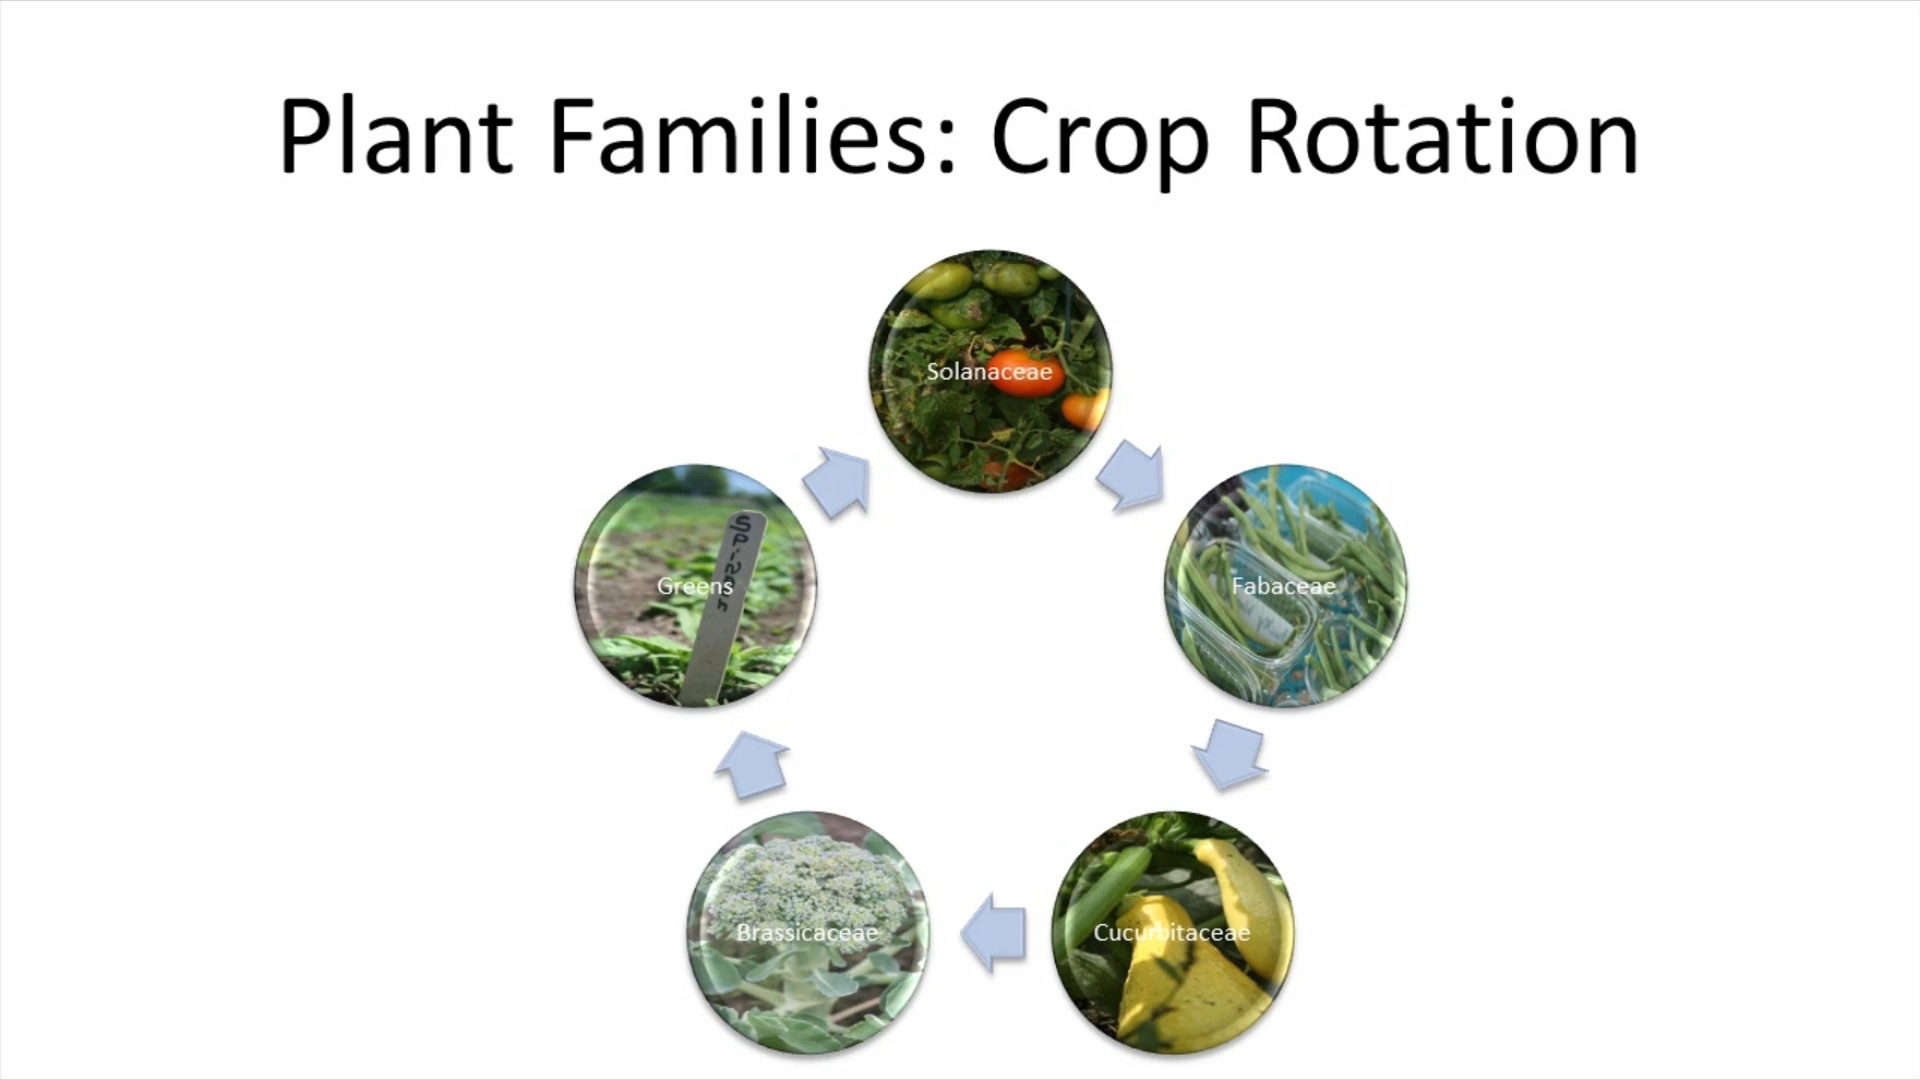 Plant Families: Crop Rotation
Solanaceae
Greens
Fabaceae
Brassicaceae
Cucurbitaceae